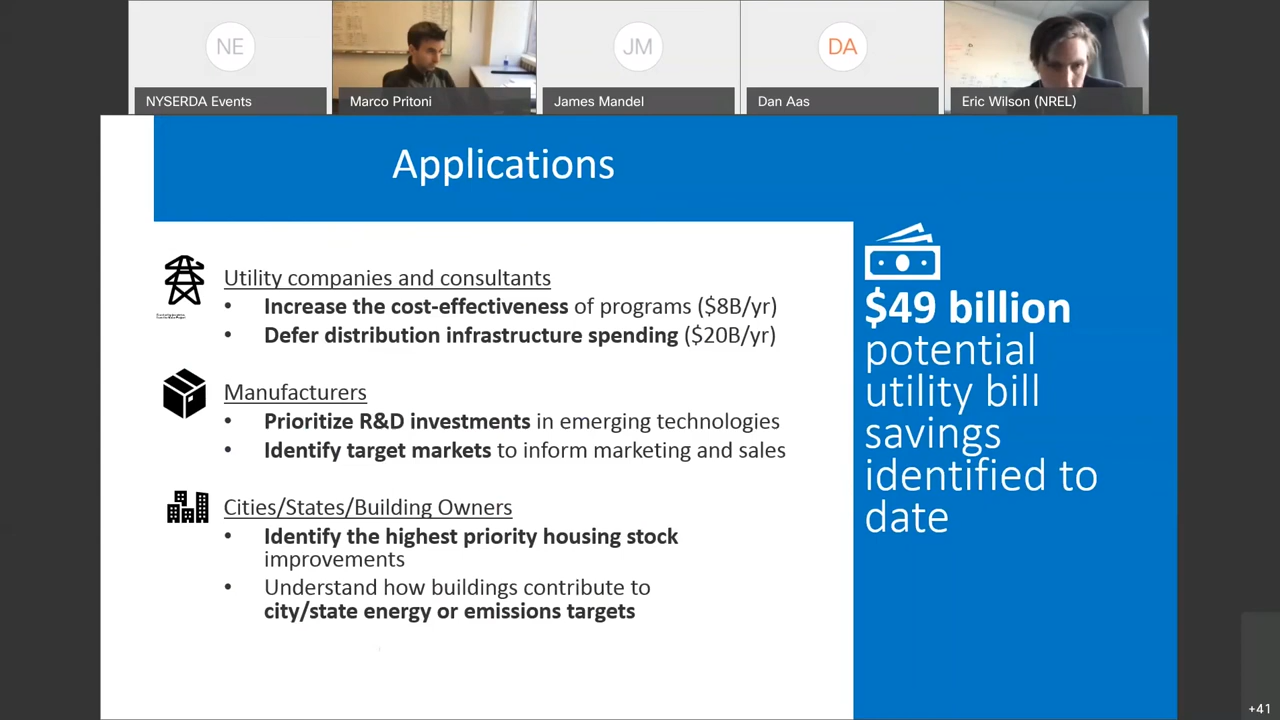 NE
JM
DA
NYSERDA Events
Marco Pritoni
James Mandel
Dan Aas
Eric Wilson (NREL)
Applications
Utility companies and consultants
• Increase the cost-effectiveness of programs ($8B/yr)
• Defer distribution infrastructure spending ($20B/yr)
Manufacturers
• Prioritize R&D investments in emerging technologies
• Identify target markets to inform marketing and sales
Cities/States/Building Owners
• Identify the highest priority housing stock
improvements
• Understand how buildings contribute to
city/state energy or emissions targets
$49 billion
potential
utility bill
savings
identified to
date
+41